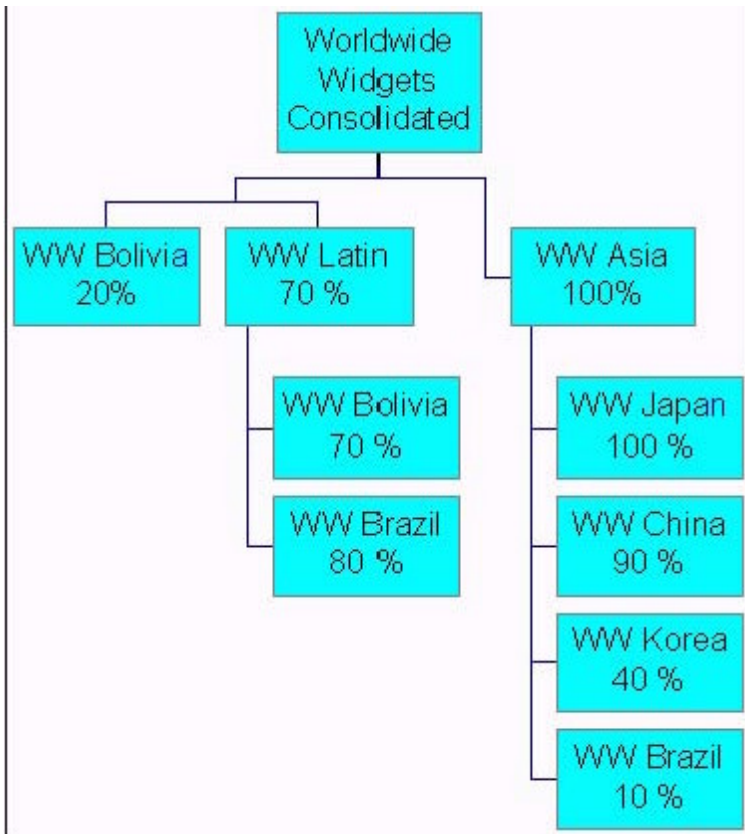 Worldwide
Widgets
Consolidated
WW Bolivia
20%
WW Latin
70 %
WW Asia
100%
WW Bolivia
70 %
WW Brazil
80 %
WW Japan
100 %
WW China
90 %
WW Korea
40 %
WW Brazil
10 %